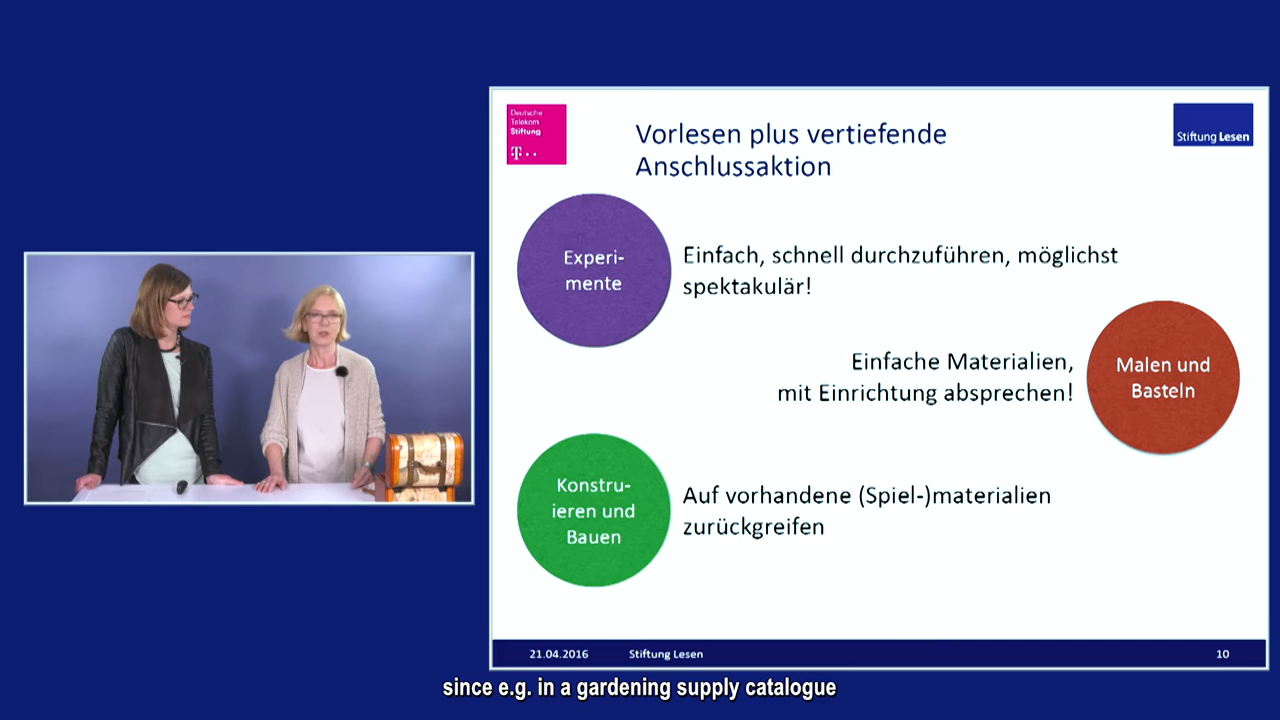 Deutsche
Telekom
Stiftung
T
Vorlesen plus vertiefende
Anschlussaktion
Stiftung Lesen
Experi-
mente
Einfach, schnell durchzuführen, möglichst
spektakulär!
Einfache Materialien,
mit Einrichtung absprechen!
Malen und
Basteln
Konstru-
ieren und
Bauen
Auf vorhandene (Spiel-)materialien
zurückgreifen
21.04.2016 Stiftung Lesen 10
since e.g. in a gardening supply catalogue